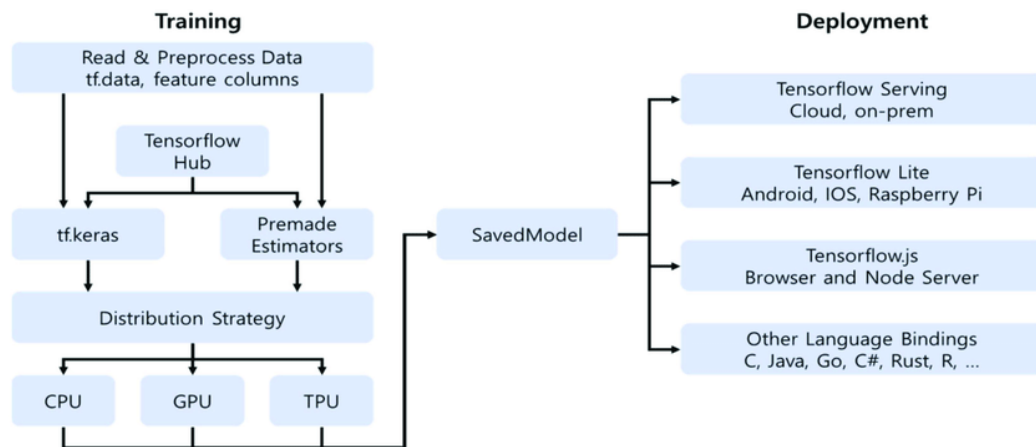 Training
Read & Preprocess Data
tf.data, feature columns
Tensorflow
Hub
tf.keras
Premade
Estimators
Distribution Strategy
CPU
GPU
TPU
SavedModel
Deployment
Tensorflow Serving
Cloud, on-prem
Tensorflow Lite
Android, IOS, Raspberry Pi
Tensorflow.js
Browser and Node Server
Other Language Bindings
C, Java, Go, C#, Rust, R, ...